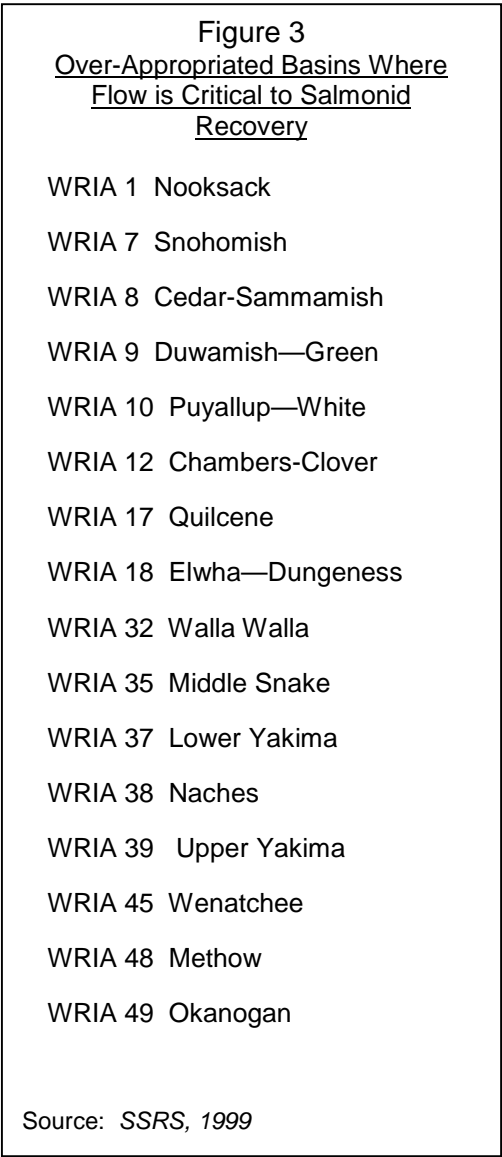 Figure 3
Over-Appropriated Basins Where
Flow is Critical to Salmonid
Recovery
WRIA 1 Nooksack
WRIA 7 Snohomish
WRIA 8 Cedar-Sammamish
WRIA 9 Duwamish—Green
WRIA 10 Puyallup—White
WRIA 12 Chambers-Clover
WRIA 17 Quilcene
WRIA 18 Elwha—Dungeness
WRIA 32 Walla Walla
WRIA 35 Middle Snake
WRIA 37 Lower Yakima
WRIA 38 Naches
WRIA 39 Upper Yakima
WRIA 45 Wenatchee
WRIA 48 Methow
WRIA 49 Okanogan
Source: SSRS, 1999